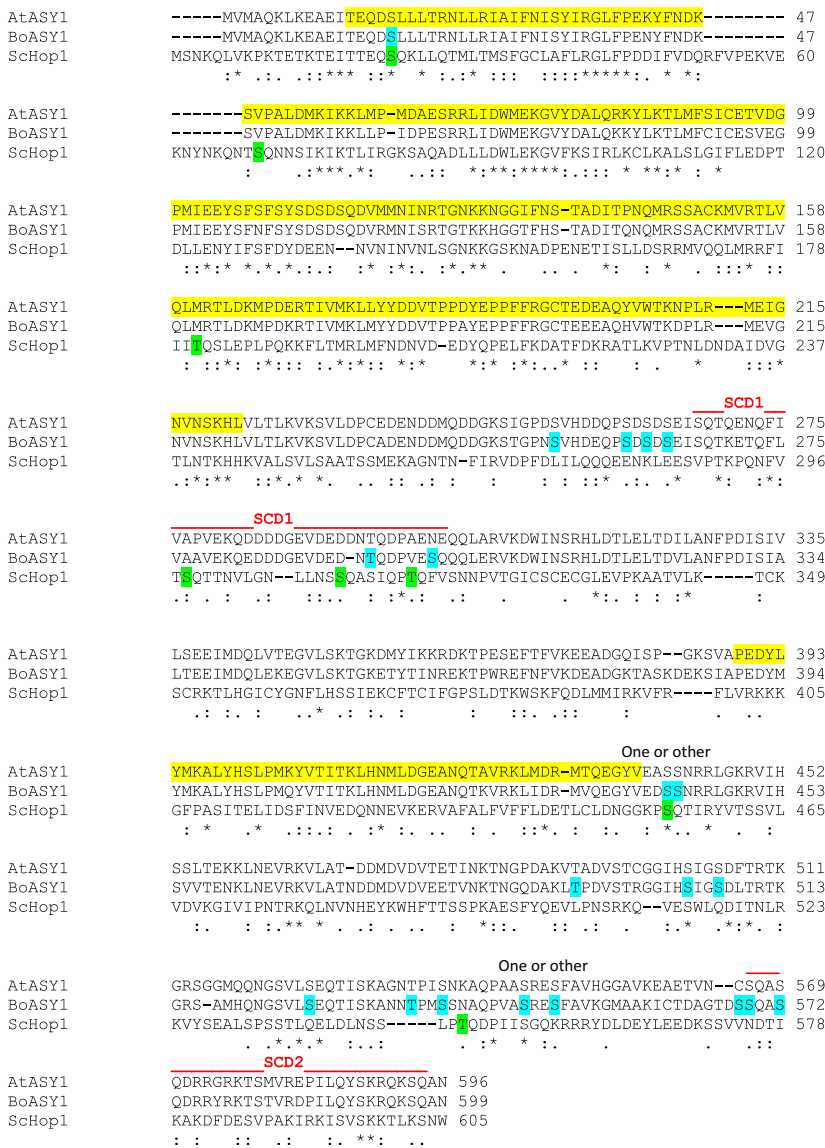 AtASY1 -----MVMAQKLKEAEITEQDSLLLTRNLLRIAIFNISYIRGLFPEKYFNDK-------- 47
BoASY1 -----MVMAQKLKEAEITEQDSLLLTRNLLRIAIFNISYIRGLFPEKYFNDK-------- 47
ScHop1 MSNKQLVKPKTETKTEITTEQSQKLLQTMLTMSFGCLAFLRGLFPDDIFVDQRFVPEKVE 60
:*.:..::***::*.**::*:::::::*****.*.*:
AtASY1 -------SVPALDMKIKKLMP-MDAESRRLIDWMEKGVYDALQRKYLKTLMFSICETVDG 99
BoASY1 -------SVPALDMKIKKLLP-IDPESRRLIDWMEKGVYDALQKKYLKTLMFCICESVEG 99
ScHop1 KNYNKQNTSQNNSIKIKTLIRGKSAQADLLLDWLEKGVFKSIRLKCLKALSLGIFLEDPT 120
: .:***.*: ..:: *:**:****:.::: * **:* : *
AtASY1 PMIEEYSFSFSYSDSDSQDVMMNINRTGNKKNGGIFNS-TADITPNQMRSSACKMVRTLV 158
BoASY1 PMIEEYSFNFSYSDSDSQDVRMNISRTGTKKHGGTFHS-TADITQNQMRSSACKMVRTLV 158
ScHop1 DLLENYIFSFDYDEEN--NVNINVNLSGNKKGSKNADPENETISLLDSRRMVQQLMRRFI 178
::*:* *.*.*.:.: :* :*:. :*.** . . *: : * . :::* ::
AtASY1 QLMRTLDKMPDERTIVMKLLYYDDVTPPDYEPPFFRGCTEDEAQYVWTKNPLR---MEIG 215
BoASY1 QLMRTLDKMPDKRTIVMKLMYYDDVTPPAYEPPFFRGCTEEEAQHVWTKDPLR---MEVG 215
ScHop1 IITQSLEPLPQKKFLTMRLMFNDNVD-EDYQPELFKDATFDKRATLKVPTNLDNDAIDVG 237
: ::*: :*::: :.*:*:: *:* *:* :*:..* :: : . * :::*
AtASY1 NVNSKHLVLTLKVKSVLDPCEDENDDMQDDGKSIGPDSVHDDQPSDSDSEISQTQENQFI 275
SCD1
BoASY1 NVNSKHLVLTLKVKSVLDPCADENDDMQDDGKSTGPNSVHDEQPSDSDSEISQTKETQFL 275
ScHop1 TLNTKHHKVALSVLSAATSSMEKAGNTN-FIRVDPFDLILQQQEENKLEESVPTKPQNFV 296
.:*:** ::*.* *. .. :: .: : : : : ::* .: * *: :*:
SCD1
AtASY1 VAPVEKQDDDDGEVDEDDNTQDPAENEQQLARVKDWINSRHLDTLELTDILANFPDISIV 335
BoASY1 VAAVEKQEDDDGEVDED-NTQDPVESQQQLERVKDWINSRHLDTLELTDVLANFPDISIA 334
ScHop1 TSSQTTNVLGN--LLNSSQASIQPTQFVSNNPVTGICSCECGLEVPKAATVLK-----TCK 349
AtASY1 LSEEIMDQLVTEGVLSKTGKDMYIKKRDKTPESEFTFVKEEADGQISP--GKSVAPEDYL 393
BoASY1 LTEEIMDQLEKEGVLSKTGKETYTINREKTPWREFNFVKDEADGKTASKDEKSIAPEDYM 394
ScHop1 SCRKTLHGICYGNFLHSSIEKCFTCIFGPSLDTKWSKFQDLMMIRKVFR----FLVRKKK 405
.: :. : .* .: : : : ::. .:: : . .
One or other
AtASY1 YMKALYHSLPMKYVTITKLHNMLDGEANQTAVRKLMDR-MTQEGYVEASSNRRLGKRVIH 452
BoASY1 YMKALYHSLPMQYVTITKLHNMLDGEANQTKVRKLIDR-MVQEGYVEDSSNRRLGKRVIH 453
ScHop1 GFPASITELIDSFINVEDQNNEVKERVAFALFVFFLDETLCLDNGGKPSQTIRYVTSSVL 465
: * .* .::.: . :* :. .. : . ::*. : :. : *.. * . :
AtASY1 SSLTEKKLNEVRKVLAT-DDMDVDVTETINKTNGPDAKVTADVSTCGGIHSIGSDFTRTK 511
BoASY1 SVVTENKLNEVRKVLATNDDMDVDVEETVNKTNGQDAKLTPDVSTRGGIHSIGSDLTRTK 513
ScHop1 VDVKGIVIPNTRKQLNVNHEYKWHFTTSSPKAESFYQEVLPNSRKQ--VESWLQDITNLR 523
:. : :.** * . .: . .. : *:: :: .: . :.* .*:*. :
One or other
AtASY1 GRSGGMQQNGSVLSEQTISKAGNTPISNKAQPAASRESFAVHGGAVKEAETVN--CSQAS 569
BoASY1 GRS-AMHQNGSVLSEQTISKANNTPMSSNAQPVASRESFAVKGMAAKICTDAGTDSSQAS 572
ScHop1 KVYSEALSPSSTLQELDLNSS-----LPTQDPIISGQKRRRYDLDEYLEEDKSSVVNDTI 578
. .*.*.* :..: : :* * :. . . .::
SCD2
AtASY1 QDRRGRKTSMVREPILQYSKRQKSQAN 596
BoASY1 QDRRYRKTSTVRDPILQYSKRQKSQAN 599
ScHop1 KAKDFDESVPAKIRKISVSKKTLKSNW 605
: : :: .: :. **: ..